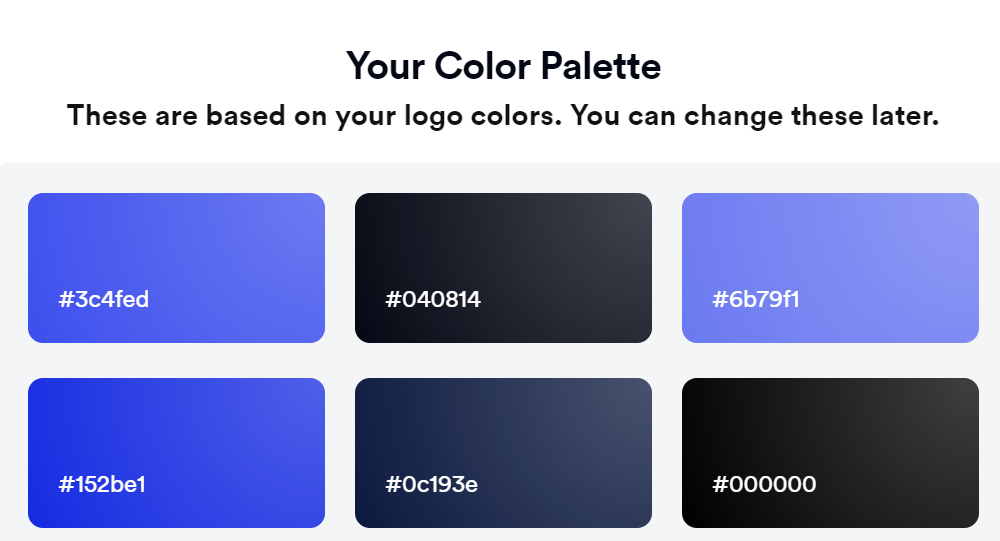 Your Color Palette
These are based on your logo colors. You can change these later.
#3c4fed
#040814
#6b79f1
#152be1
#0c193e
#000000